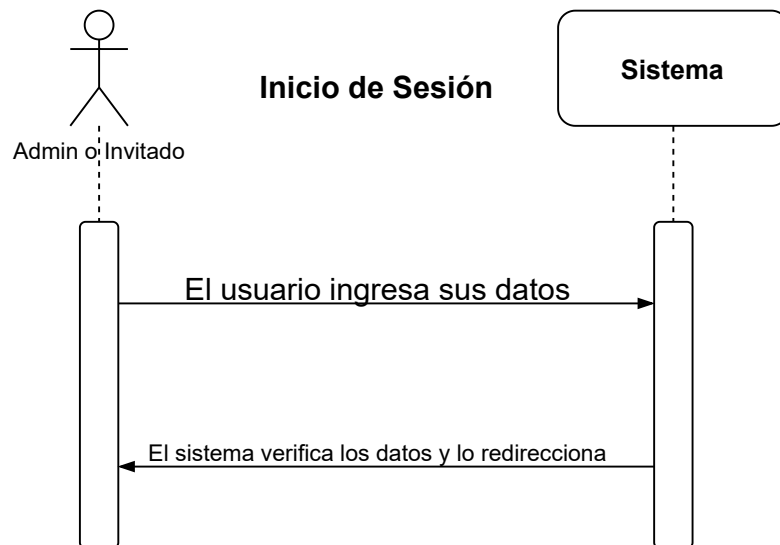 Inicio de Sesión
Sistema
Admin o Invitado
El usuario ingresa sus datos
El sistema verifica los datos y lo redirecciona